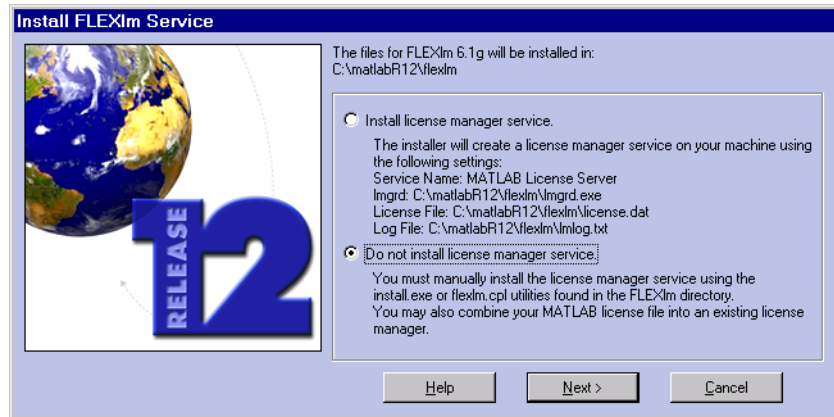 Install FLEXlm Service
The files for FLEXlm 6.1g will be installed in:
C:\matlabR12\flexlm
Install license manager service.
The installer will create a license manager service on your machine using
the following settings:
Service Name: MATLAB License Server
lmgrd: C:\matlabR12\flexlm\lmgrd.exe
License File: C:\matlabR12\flexlm\license.dat
Log File: C:\matlabR12\flexlm\lmlog.txt
Do not install license manager service.
You must manually install the license manager service using the
install.exe or flexlm.cpl utilities found in the FLEXlm directory.
You may also combine your MATLAB license file into an existing license
manager.
RELEASE
12
Help
Next >
Cancel